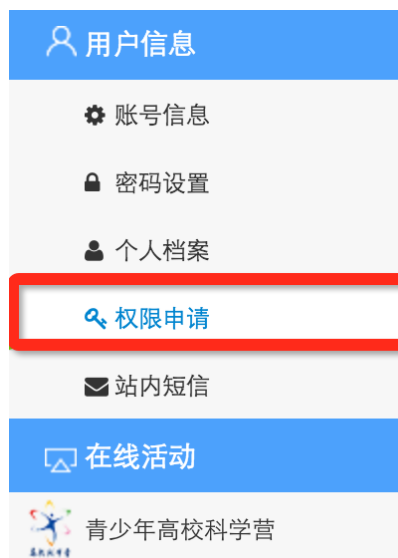 用户信息
账号信息
密码设置
个人档案
权限申请
站内短信
在线活动
青少年高校科学营